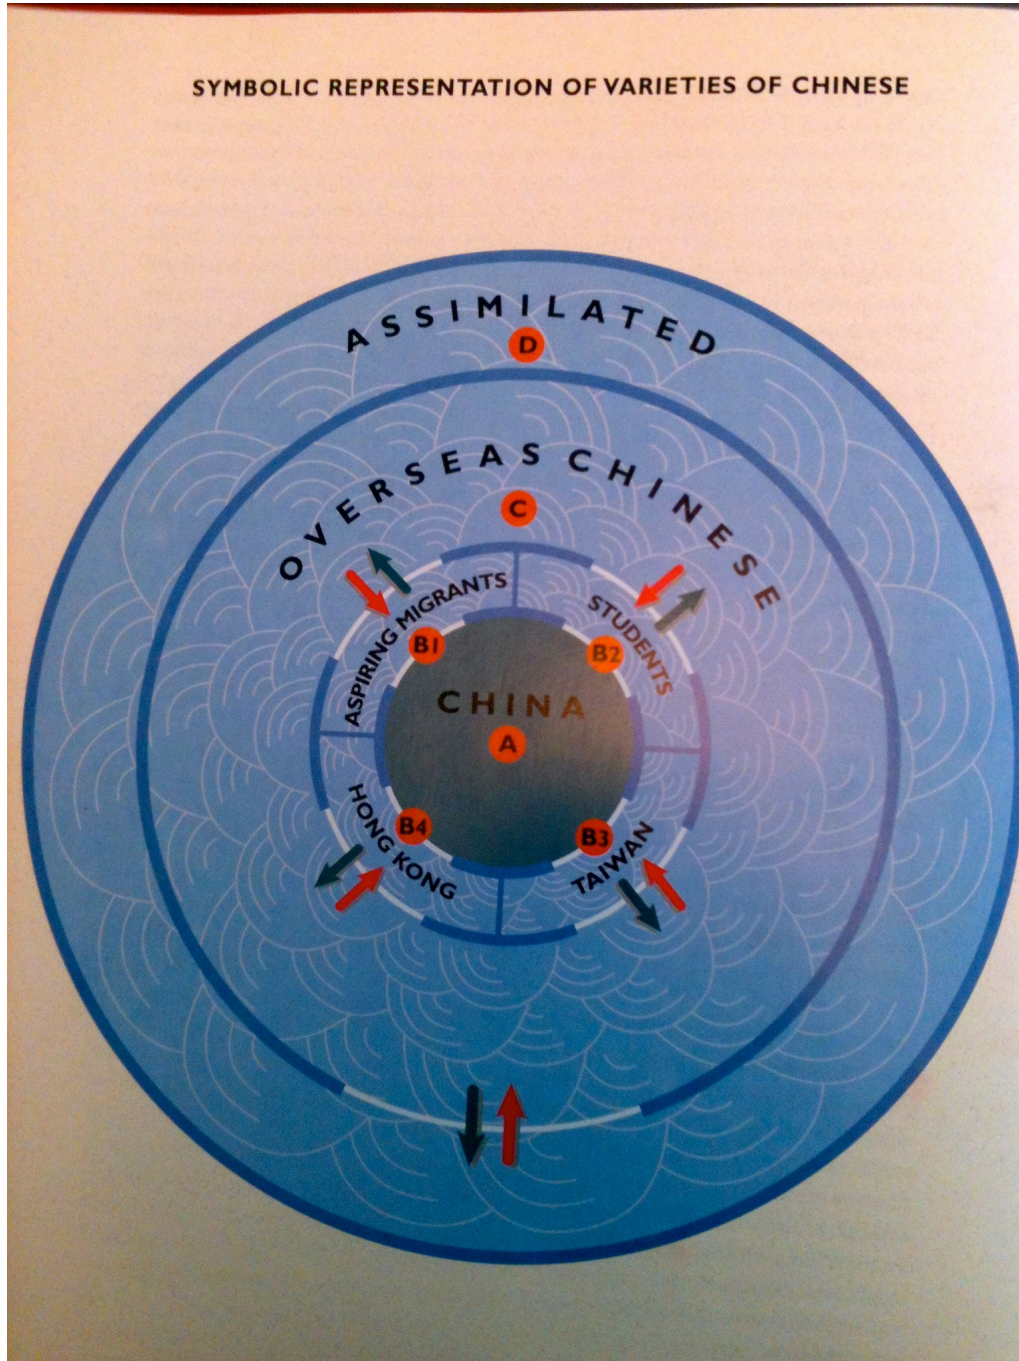 SYMBOLIC REPRESENTATION OF VARIETIES OF CHINESE
ASSIMILATED
D
OVERSEAS CHINESE
C
ASPIRING MIGRANTS
B1
STUDENTS
B2
CHINA
A
HONG KONG
B4
TAIWAN
B3